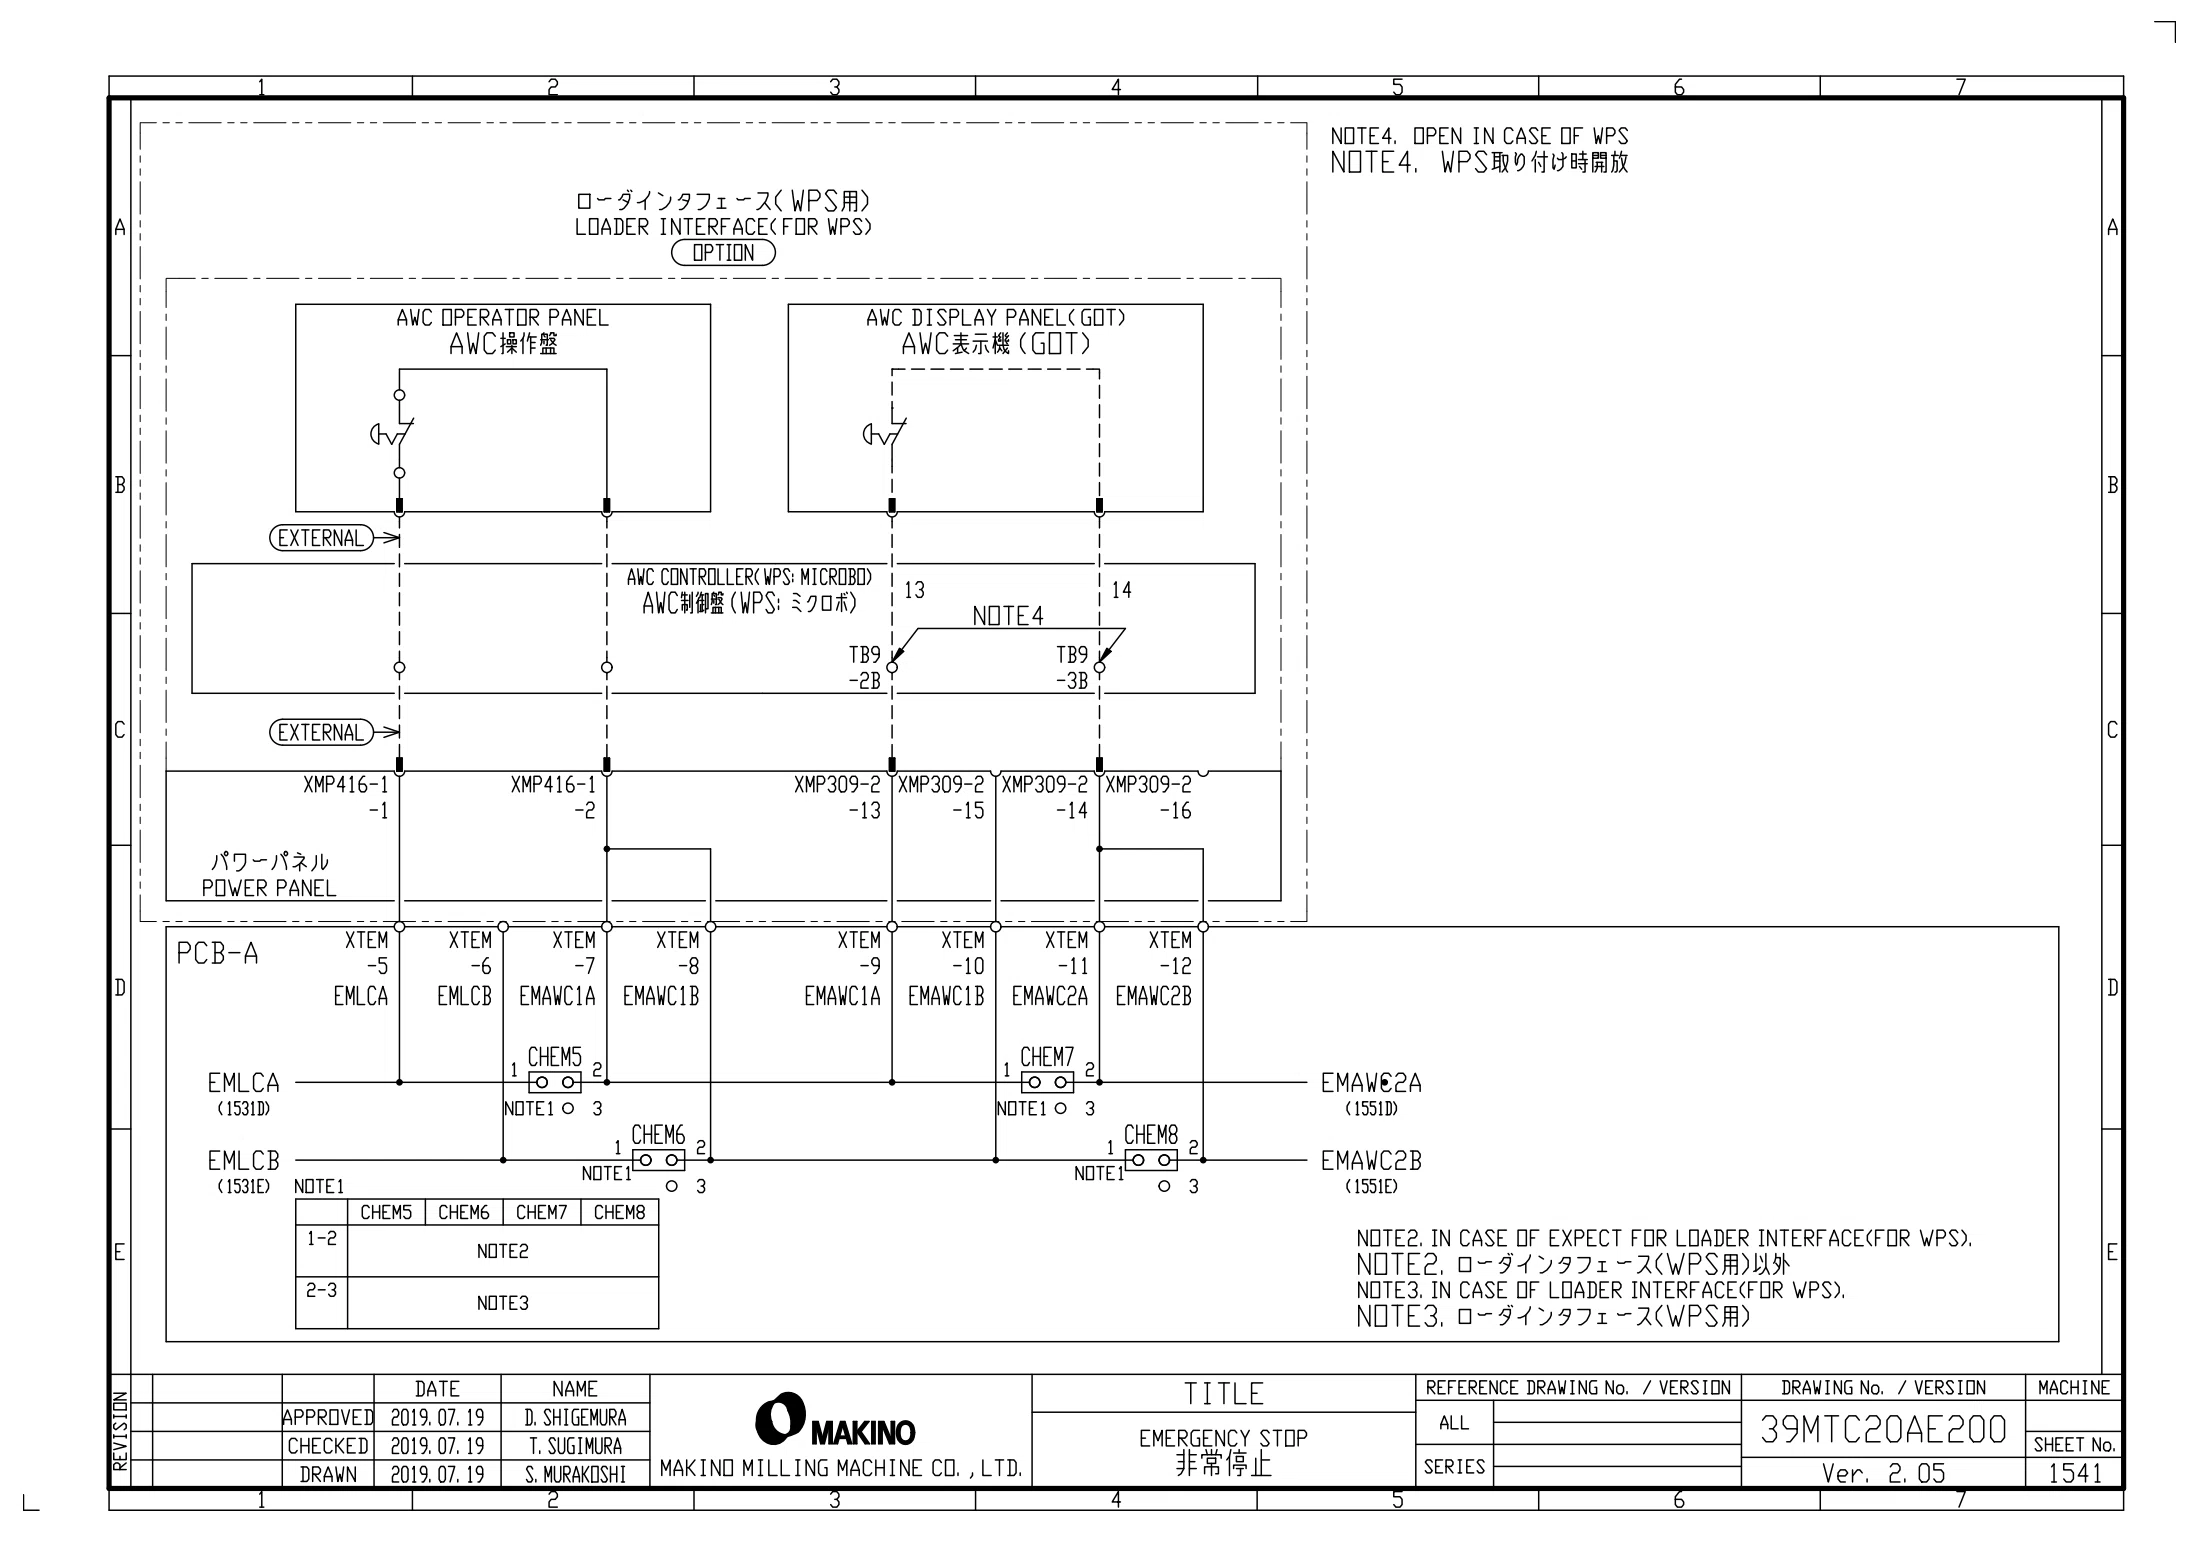 1 2 3 4 5 6 7
NOTE4. OPEN IN CASE OF WPS
NOTE4. WPS取り付け時開放
ローダインタフェース(WPS用)
LOADER INTERFACE(FOR WPS)
OPTION
A A
AWC OPERATOR PANEL
AWC操作盤
AWC DISPLAY PANEL(GOT)
AWC表示機(GOT)
B B
EXTERNAL
AWC CONTROLLER(WPS: MICROBO)
AWC制御盤(WPS: ミクロボ)
13 14
NOTE4
TB9
-2B
TB9
-3B
C C
EXTERNAL
XMP416-1
-1
XMP416-1
-2
XMP309-2
-13
XMP309-2
-15
XMP309-2
-14
XMP309-2
-16
パワーパネル
POWER PANEL
PCB-A
XTEM
-5
EMLCA
XTEM
-6
EMLCB
XTEM
-7
EMAWC1A
XTEM
-8
EMAWC1B
XTEM
-9
EMAWC1A
XTEM
-10
EMAWC1B
XTEM
-11
EMAWC2A
XTEM
-12
EMAWC2B
D D
1 CHEM5 2
NOTE1 3
1 CHEM7 2
NOTE1 3
EMLCA
(1531D)
EMAWC2A
(1551D)
1 CHEM6 2
NOTE1 3
1 CHEM8 2
NOTE1 3
EMLCB
(1531E)
EMAWC2B
(1551E)
NOTE1
CHEM5 CHEM6 CHEM7 CHEM8
1-2 NOTE2
2-3 NOTE3
E E
NOTE2. IN CASE OF EXPECT FOR LOADER INTERFACE(FOR WPS).
NOTE2. ローダインタフェース(WPS用)以外
NOTE3. IN CASE OF LOADER INTERFACE(FOR WPS).
NOTE3. ローダインタフェース(WPS用)
REVISION
DATE NAME
APPROVED 2019. 07. 19 D. SHIGEMURA
CHECKED 2019. 07. 19 T. SUGIMURA
DRAWN 2019. 07. 19 S. MURAKOSHI
MAKINO
MAKINO MILLING MACHINE CO. , LTD.
TITLE
EMERGENCY STOP
非常停止
REFERENCE DRAWING No. / VERSION
ALL
SERIES
DRAWING No. / VERSION
39MTC20AE200
Ver. 2. 05
MACHINE
SHEET No.
1541
1 2 3 4 5 6 7